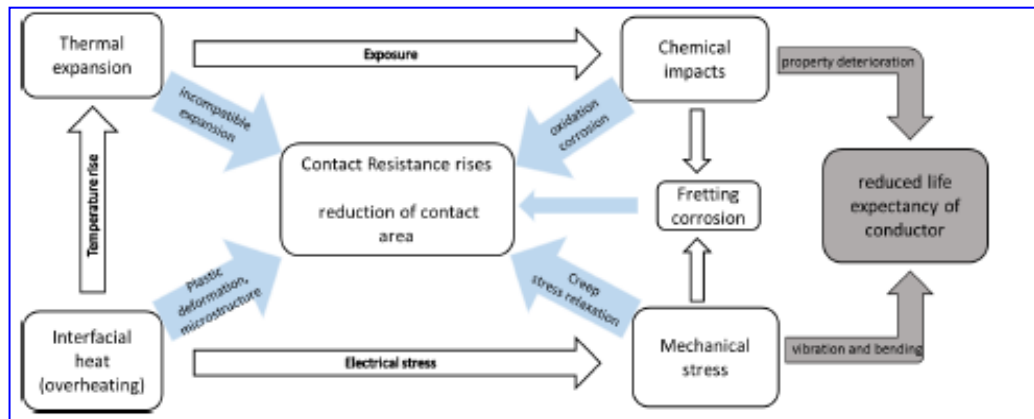 Thermal
expansion
Exposure
Chemical
impacts
property deterioration
incompatible
expansion
oxidation
corrosion
Temperature rise
Contact Resistance rises
reduction of contact
area
Fretting
corrosion
reduced life
expectancy of
conductor
Plastic
deformation,
microstructure
Creep
stress relaxation
Interfacial
heat
(overheating)
Electrical stress
Mechanical
stress
vibration and bending